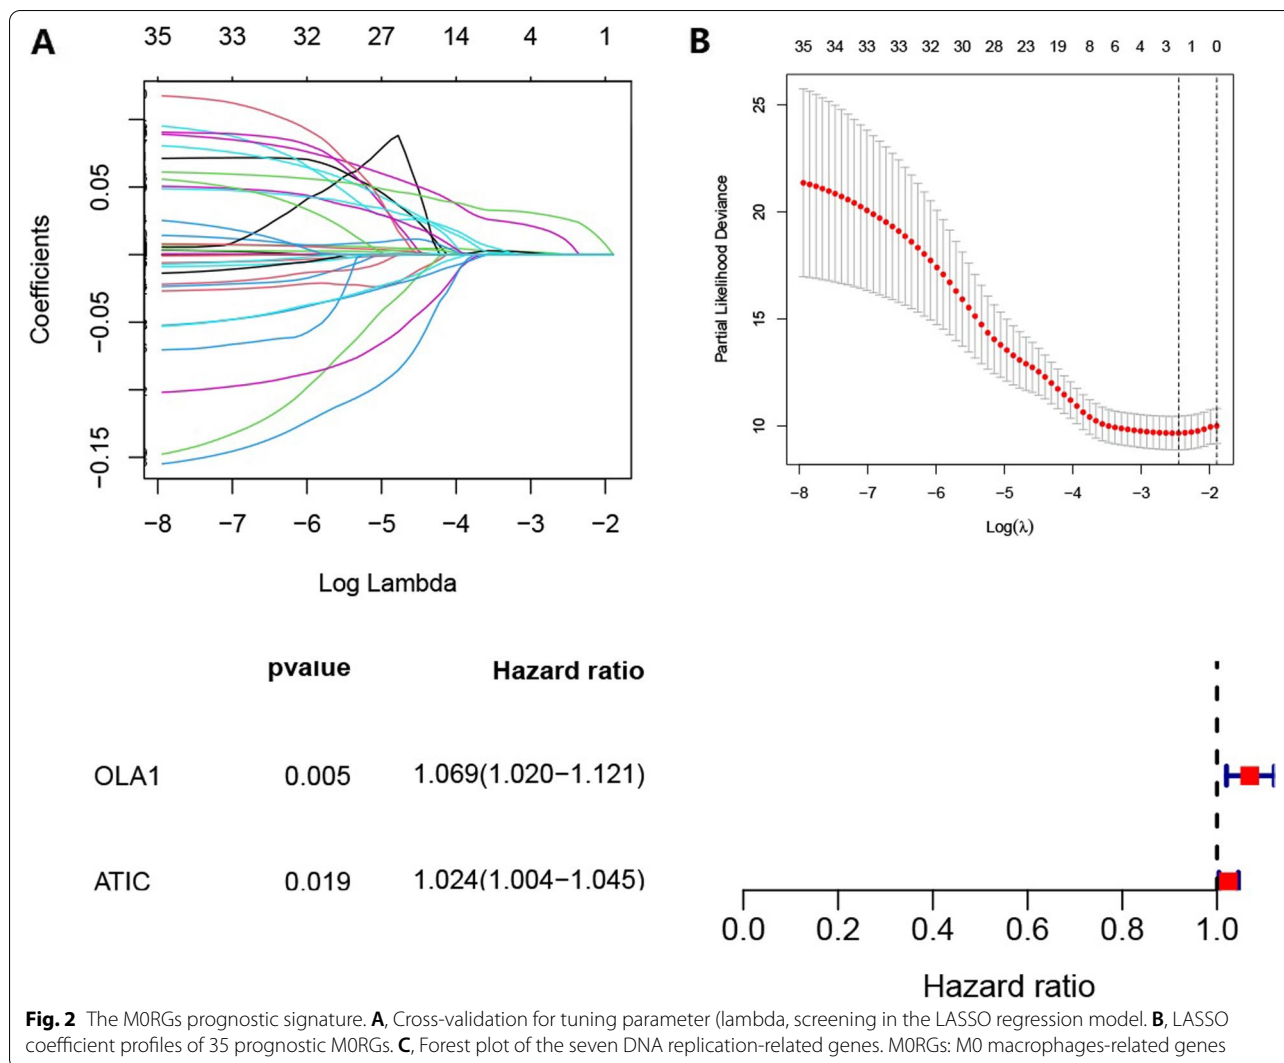 A
35 33 32 27 14 4 1
Coefficients
0.05
−0.05
−0.15
−8 −7 −6 −5 −4 −3 −2
Log Lambda
B
35 34 33 33 32 30 28 23 19 8 6 4 3 1 0
Partial Likelihood Deviance
25
20
15
10
−8 −7 −6 −5 −4 −3 −2
Log(λ)
pvalue Hazard ratio
OLA1 0.005 1.069(1.020−1.121)
ATIC 0.019 1.024(1.004−1.045)
0.0 0.2 0.4 0.6 0.8 1.0
Hazard ratio
Fig. 2 The M0RGs prognostic signature. A, Cross-validation for tuning parameter (lambda, screening in the LASSO regression model. B, LASSO
coefficient profiles of 35 prognostic M0RGs. C, Forest plot of the seven DNA replication-related genes. M0RGs: M0 macrophages-related genes